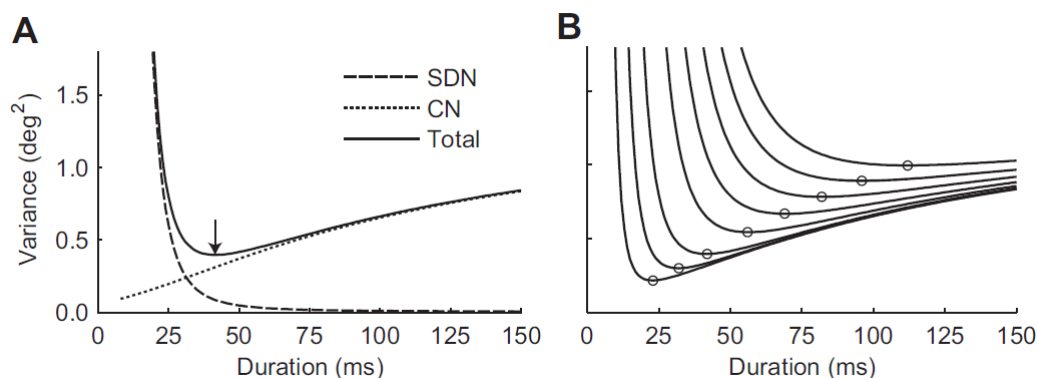 A
B
Variance (deg²)
1.5
1.0
0.5
0.0
SDN
CN
Total
0 25 50 75 100 125 150
Duration (ms)
0 25 50 75 100 125 150
Duration (ms)